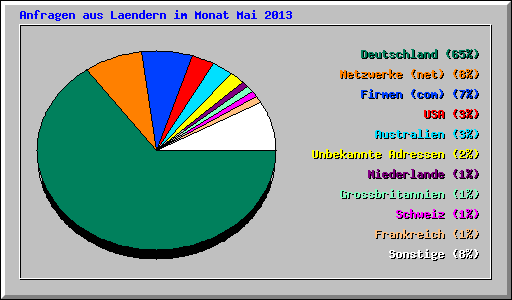 Anfragen aus Laendern im Monat Mai 2013
Deutschland (65%)
Netzwerke (net) (8%)
Firmen (com) (7%)
USA (3%)
Australien (3%)
Unbekannte Adressen (2%)
Niederlande (1%)
Grossbritannien (1%)
Schweiz (1%)
Frankreich (1%)
Sonstige (8%)